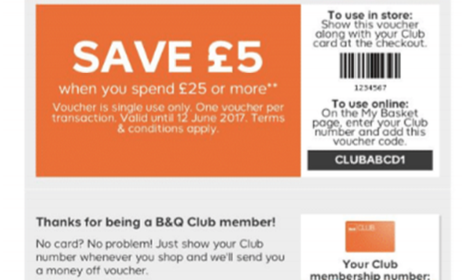 SAVE £5
when you spend £25 or more**
Voucher is single use only. One voucher per
transaction. Valid until 12 June 2017. Terms
& conditions apply.
To use in store:
Show this voucher
along with your Club
card at the checkout.
1234567
To use online:
On the My Basket
page, enter your Club
number and add this
voucher code.
CLUBABCD1
Thanks for being a B&Q Club member!
No card? No problem! Just show your Club
number whenever you shop and we'll send you
a money off voucher.
CLUB
Your Club
membership number: